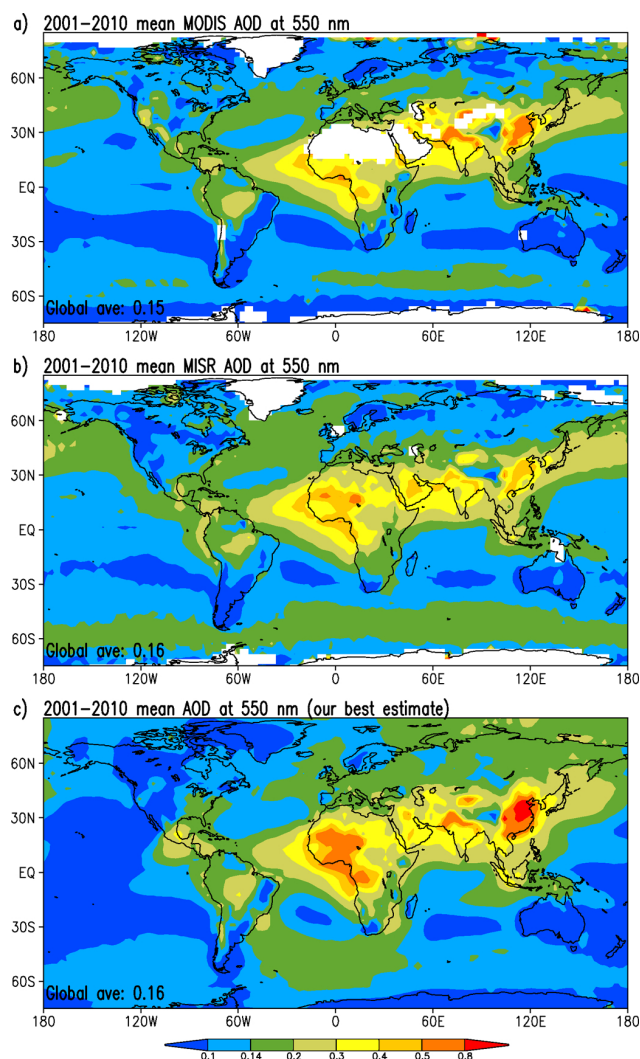 a) 2001–2010 mean MODIS AOD at 550 nm
60N
30N
EQ
30S
60S
Global ave: 0.15
180 120W 60W 0 60E 120E 180
b) 2001–2010 mean MISR AOD at 550 nm
60N
30N
EQ
30S
60S
Global ave: 0.16
180 120W 60W 0 60E 120E 180
c) 2001–2010 mean AOD at 550 nm (our best estimate)
60N
30N
EQ
30S
60S
Global ave: 0.16
180 120W 60W 0 60E 120E 180
0.1 0.14 0.2 0.3 0.4 0.5 0.8